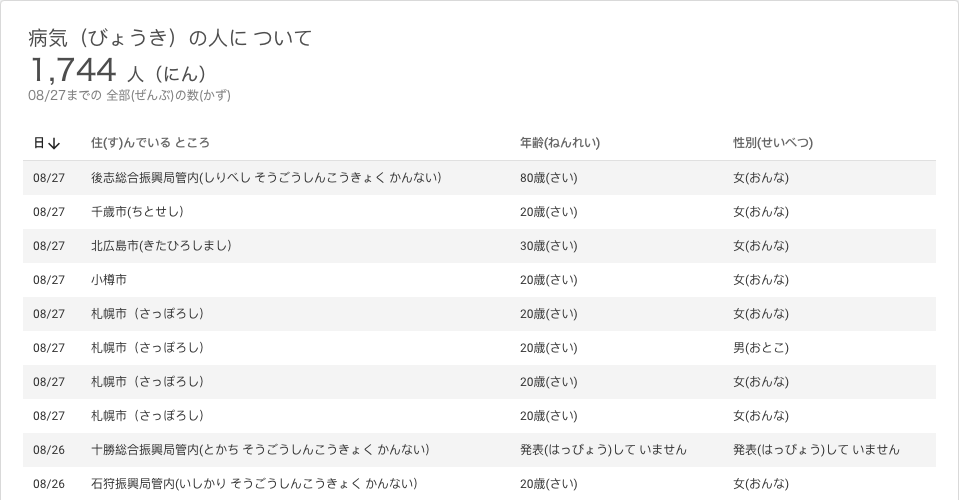 病気（びょうき）の人に ついて
1,744 人（にん）
08/27までの 全部(ぜんぶ)の数(かず)
日↓ 住(す)んでいる ところ 年齢(ねんれい) 性別(せいべつ)
08/27 後志総合振興局管内(しりべし そうごうしんこうきょく かんない) 80歳(さい) 女(おんな)
08/27 千歳市(ちとせし) 20歳(さい) 女(おんな)
08/27 北広島市(きたひろしまし) 30歳(さい) 女(おんな)
08/27 小樽市 20歳(さい) 女(おんな)
08/27 札幌市（さっぽろし） 20歳(さい) 女(おんな)
08/27 札幌市（さっぽろし） 20歳(さい) 男(おとこ)
08/27 札幌市（さっぽろし） 20歳(さい) 女(おんな)
08/27 札幌市（さっぽろし） 20歳(さい) 女(おんな)
08/26 十勝総合振興局管内(とかち そうごうしんこうきょく かんない) 発表(はっぴょう)して いません 発表(はっぴょう)して いません
08/26 石狩振興局管内(いしかり そうごうしんこうきょく かんない) 20歳(さい) 女(おんな)